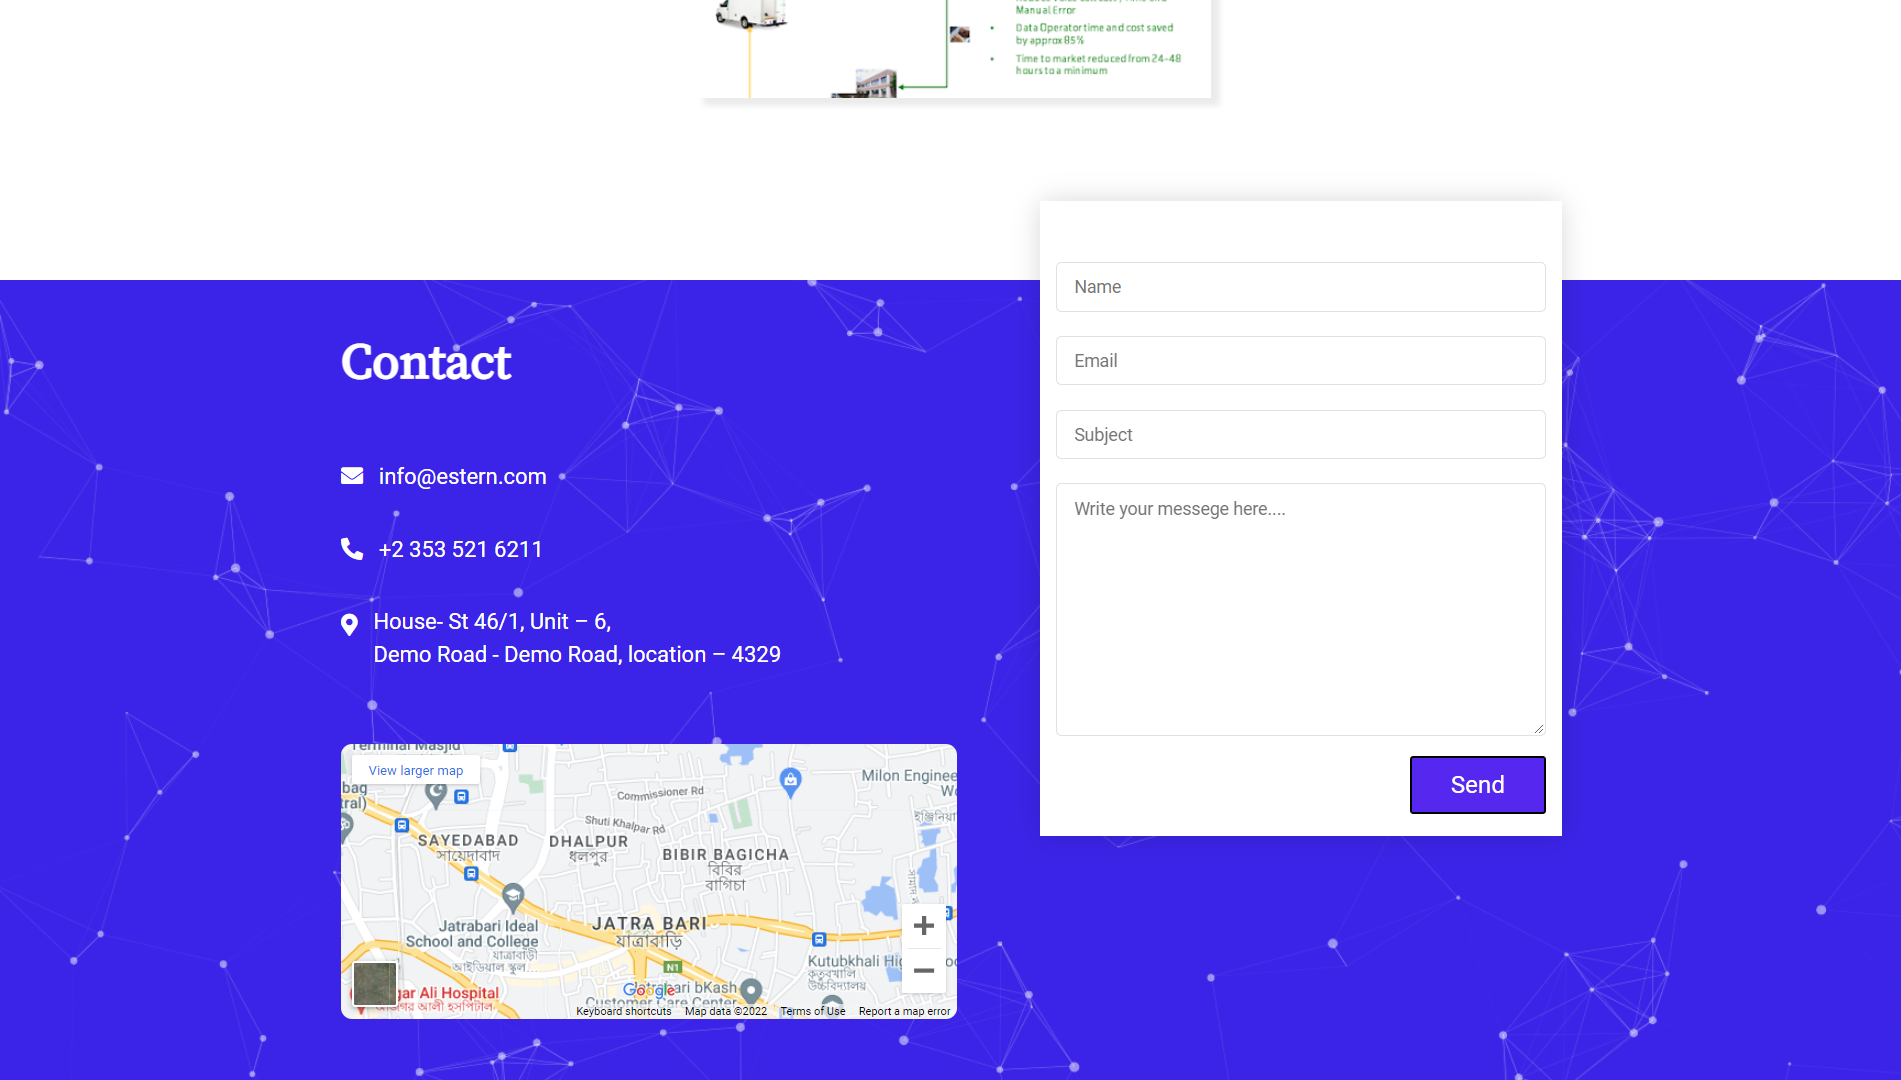 Manual Error
• Data Operator time and cost saved
by approx 85%
• Time to market reduced from 24-48
hours to a minimum
Contact
info@estern.com
+2 353 521 6211
House- St 46/1, Unit – 6,
Demo Road - Demo Road, location – 4329
Name
Email
Subject
Write your messege here....
Send
Terminal Masjid
View larger map
Milon Enginee
Commissioner Rd
Shuti Khalpar Rd
SAYEDABAD
সায়েদাবাদ
DHALPUR
ধলপুর
BIBIR BAGICHA
বিবির
বাগিচা
Jatrabari Ideal
School and College
যাত্রাবাড়ী
আইডিয়াল স্কুল...
JATRA BARI
যাত্রাবাড়ি
N1
Kutubkhali Hig
কুতুবখালি
উচ্চবিদ্যালয়
gar Ali Hospital
আজগর আলী হসপিটাল
Google
Jatrabari bKash
Customer Care Center
Keyboard shortcuts
Map data ©2022
Terms of Use
Report a map error